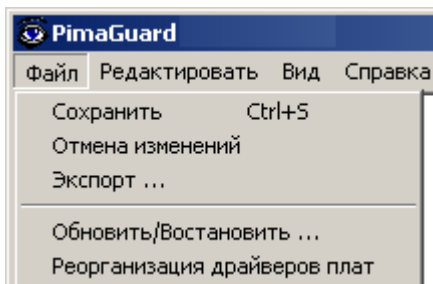 PimaGuard
Файл Редактировать Вид Справка
Сохранить Ctrl+S
Отмена изменений
Экспорт ...
Обновить/Востановить ...
Реорганизация драйверов плат